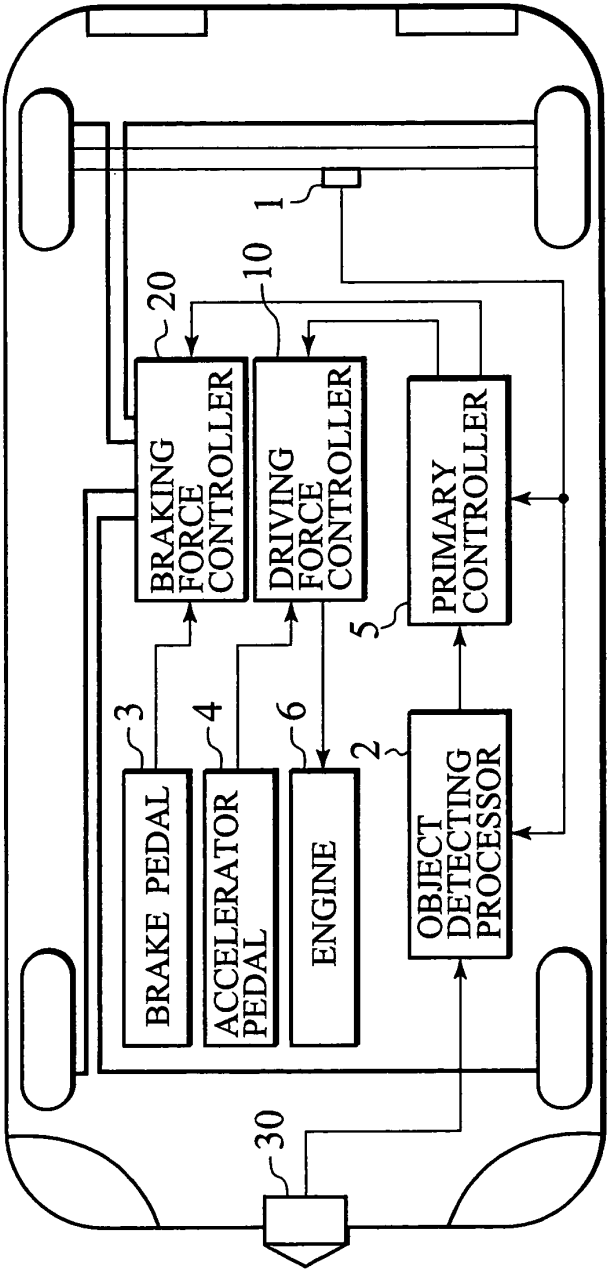 BRAKE PEDAL
3
ACCELERATOR
PEDAL
4
ENGINE
6
BRAKING
FORCE
CONTROLLER
20
DRIVING
FORCE
CONTROLLER
10
1
30
OBJECT
DETECTING
PROCESSOR
2
PRIMARY
CONTROLLER
5